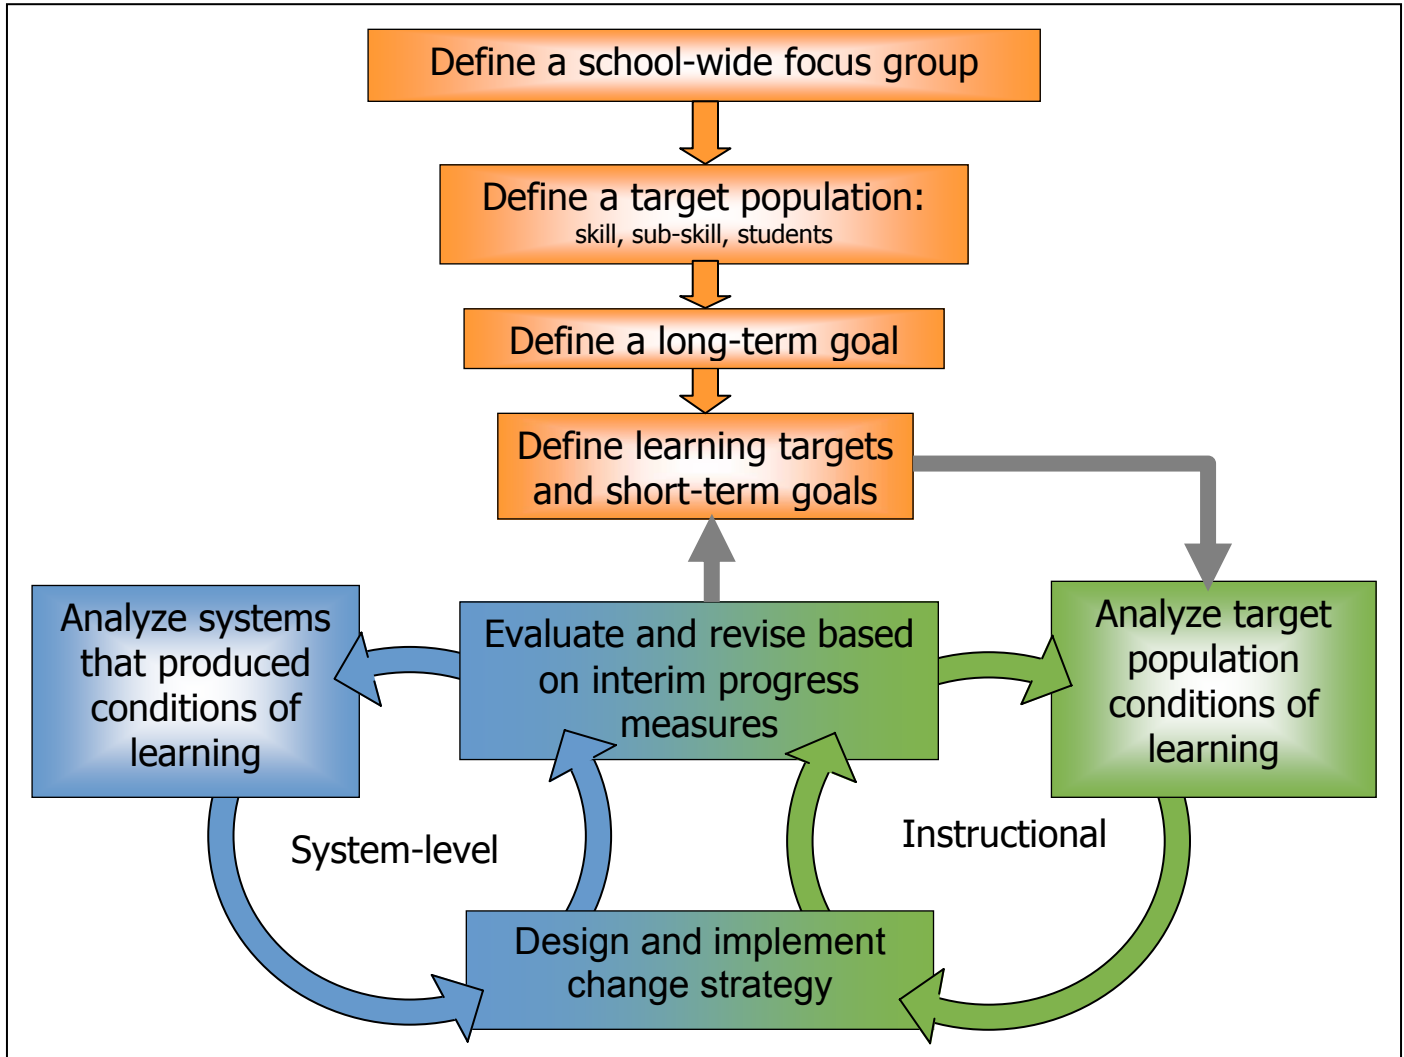 Define a school-wide focus group
Define a target population:
skill, sub-skill, students
Define a long-term goal
Define learning targets
and short-term goals
Analyze systems
that produced
conditions of
learning
Evaluate and revise based
on interim progress
measures
Analyze target
population
conditions of
learning
System-level
Instructional
Design and implement
change strategy